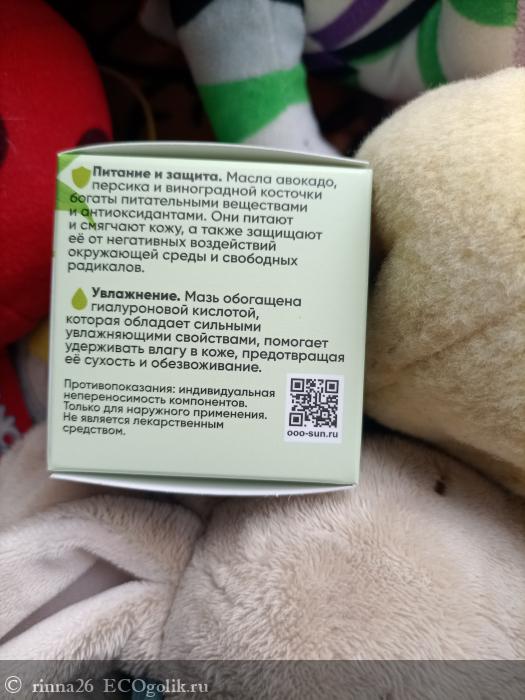 Питание и защита. Масла авокадо,
персика и виноградной косточки
богаты питательными веществами
и антиоксидантами. Они питают
и смягчают кожу, а также защищают
её от негативных воздействий
окружающей среды и свободных
радикалов.
Увлажнение. Мазь обогащена
гиалуроновой кислотой,
которая обладает сильными
увлажняющими свойствами, помогает
удерживать влагу в коже, предотвращая
её сухость и обезвоживание.
Противопоказания: индивидуальная
непереносимость компонентов.
Только для наружного применения.
Не является лекарственным
средством.
ooo-sun.ru
© rinna26 ECOgolik.ru